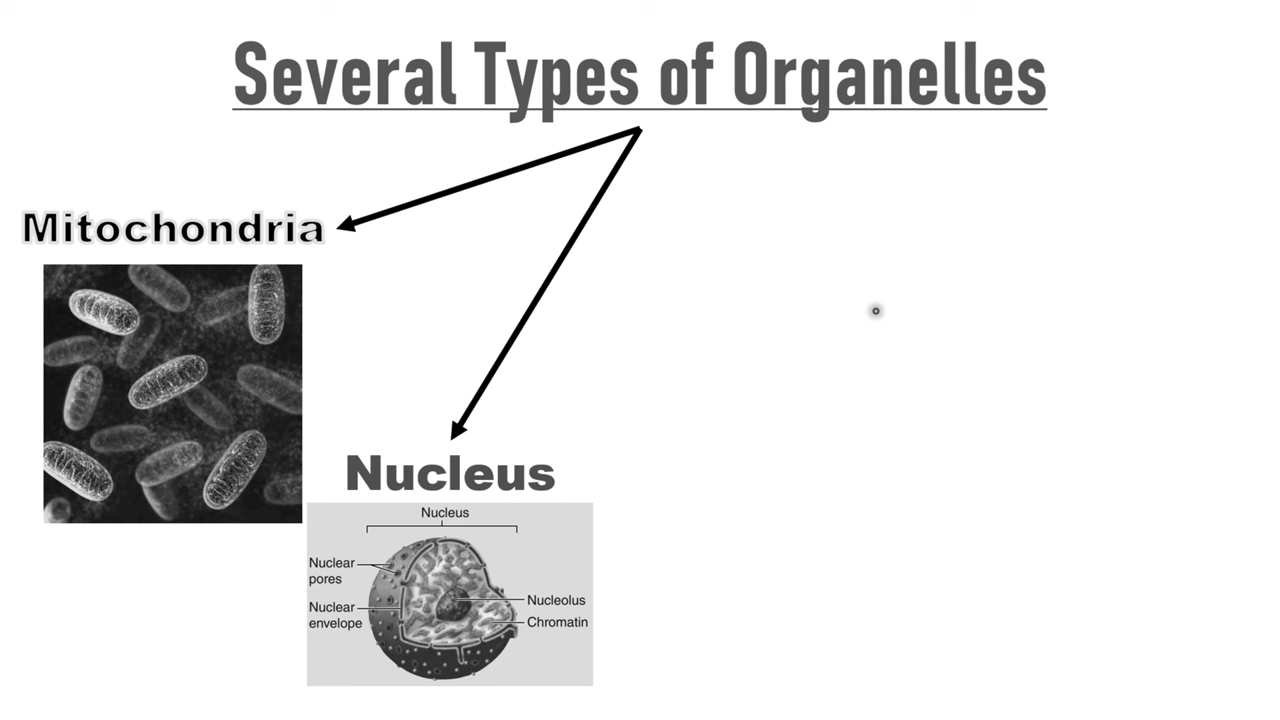 Several Types of Organelles
Mitochondria
Nucleus
Nucleus
Nuclear
pores
Nuclear
envelope
Nucleolus
Chromatin